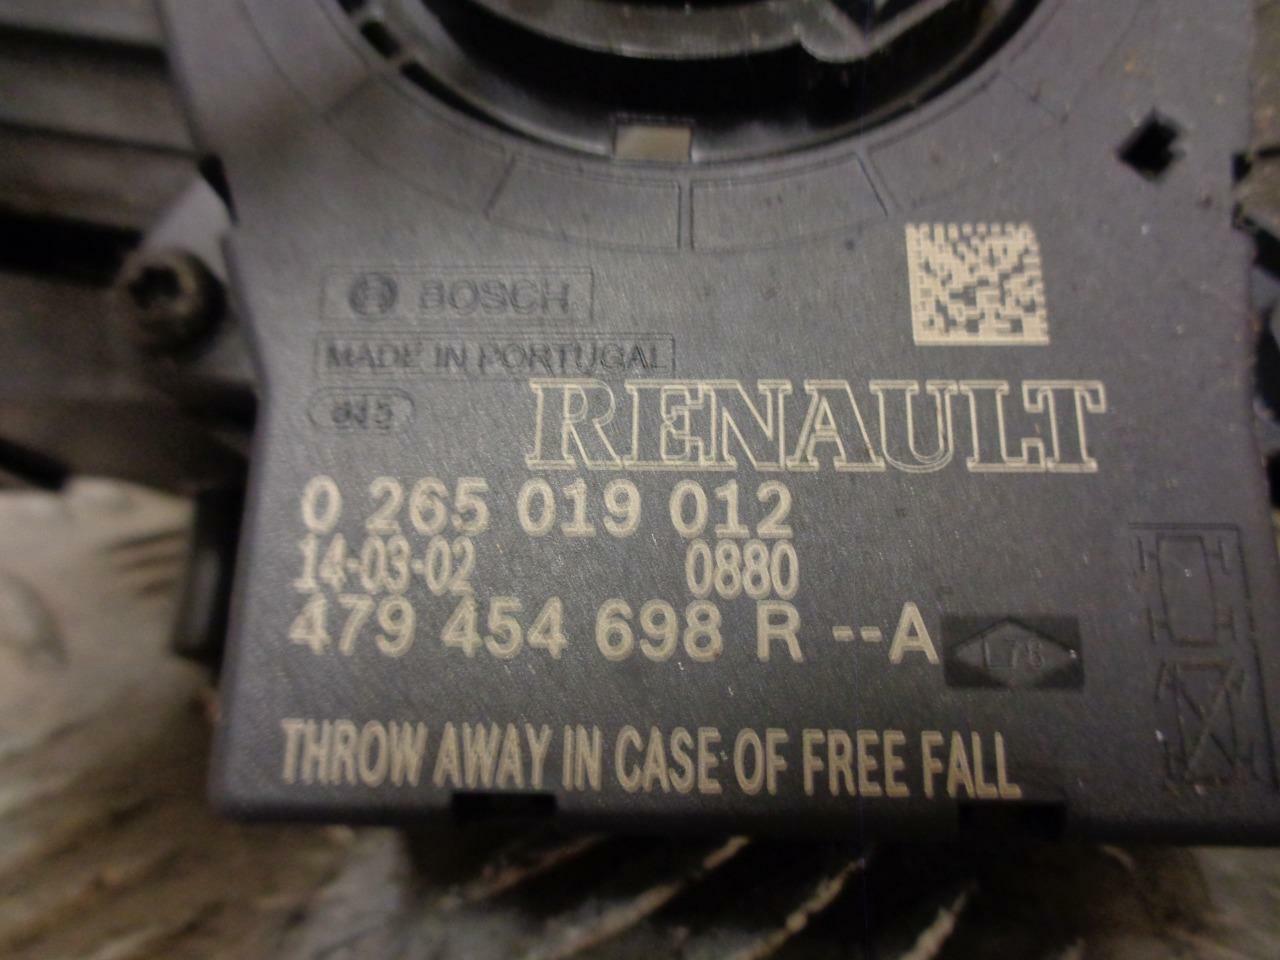 BOSCH
MADE IN PORTUGAL
RENAULT
0 265 019 012
14-03-02 0880
479 454 698 R --A
THROW AWAY IN CASE OF FREE FALL